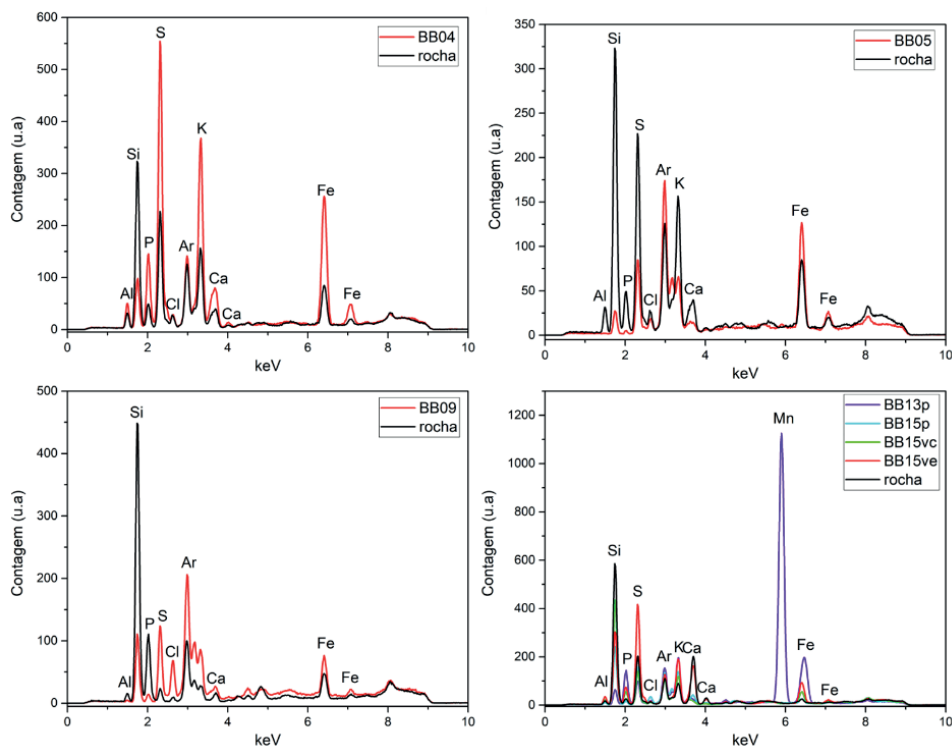 600
500
400
300
200
100
0
Contagem (u.a)
S
BB04
rocha
K
Si
Fe
P
Ar
Al
Cl
Ca
Ca
Fe
0 2 4 6 8 10
keV
350
300
250
200
150
100
50
0
Contagem (u.a)
Si
BB05
rocha
S
Ar
K
Fe
Al
P
Cl
Ca
Fe
0 2 4 6 8 10
keV
500
400
300
200
100
0
Contagem (u.a)
Si
BB09
rocha
Ar
P
S
Cl
Fe
Al
Ca
Fe
0 2 4 6 8 10
keV
1200
1000
800
600
400
200
0
Contagem (u.a)
Mn
BB13p
BB15p
BB15vc
BB15ve
rocha
Si
S
Ar
K
Ca
Fe
P
Al
Cl
Ca
Fe
0 2 4 6 8 10
keV